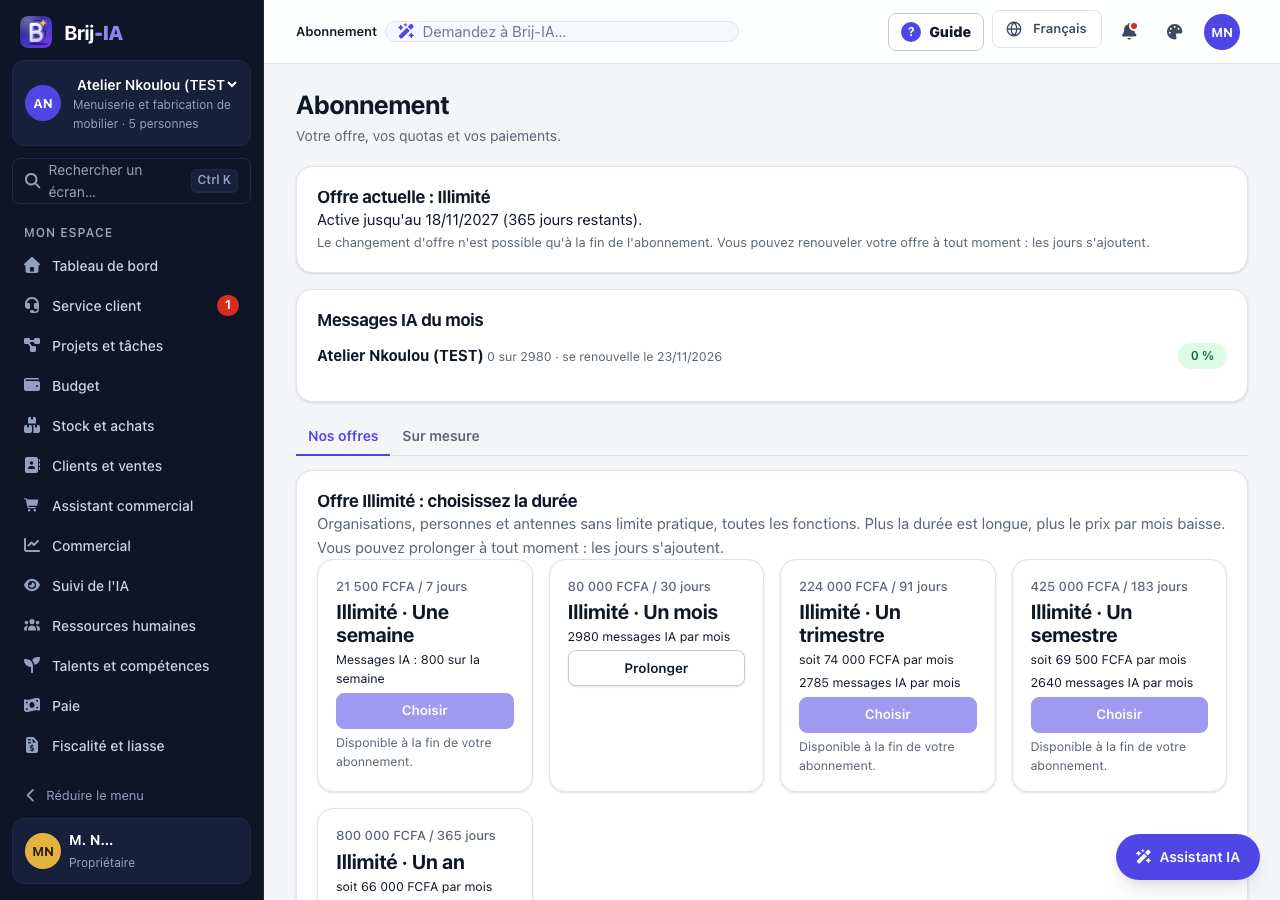 Brij-IA
Atelier Nkoulou (TEST
Menuiserie et fabrication de
mobilier · 5 personnes
Rechercher un
écran...
Ctrl K
MON ESPACE
Tableau de bord
Service client
1
Projets et tâches
Budget
Stock et achats
Clients et ventes
Assistant commercial
Commercial
Suivi de l'IA
Ressources humaines
Talents et compétences
Paie
Fiscalité et liasse
Réduire le menu
MN
M. N...
Propriétaire
AN
Abonnement
Demandez à Brij-IA...
? Guide
Français
MN
Abonnement
Votre offre, vos quotas et vos paiements.
Offre actuelle : Illimité
Active jusqu'au 18/11/2027 (365 jours restants).
Le changement d'offre n'est possible qu'à la fin de l'abonnement. Vous pouvez renouveler votre offre à tout moment : les jours s'ajoutent.
Messages IA du mois
Atelier Nkoulou (TEST) 0 sur 2980 · se renouvelle le 23/11/2026
0 %
Nos offres
Sur mesure
Offre Illimité : choisissez la durée
Organisations, personnes et antennes sans limite pratique, toutes les fonctions. Plus la durée est longue, plus le prix par mois baisse.
Vous pouvez prolonger à tout moment : les jours s'ajoutent.
21 500 FCFA / 7 jours
Illimité · Une
semaine
Messages IA : 800 sur la
semaine
Choisir
Disponible à la fin de votre
abonnement.
80 000 FCFA / 30 jours
Illimité · Un mois
2980 messages IA par mois
Prolonger
224 000 FCFA / 91 jours
Illimité · Un
trimestre
soit 74 000 FCFA par mois
2785 messages IA par mois
Choisir
Disponible à la fin de votre
abonnement.
425 000 FCFA / 183 jours
Illimité · Un
semestre
soit 69 500 FCFA par mois
2640 messages IA par mois
Choisir
Disponible à la fin de votre
abonnement.
800 000 FCFA / 365 jours
Illimité · Un an
soit 66 000 FCFA par mois
Assistant IA